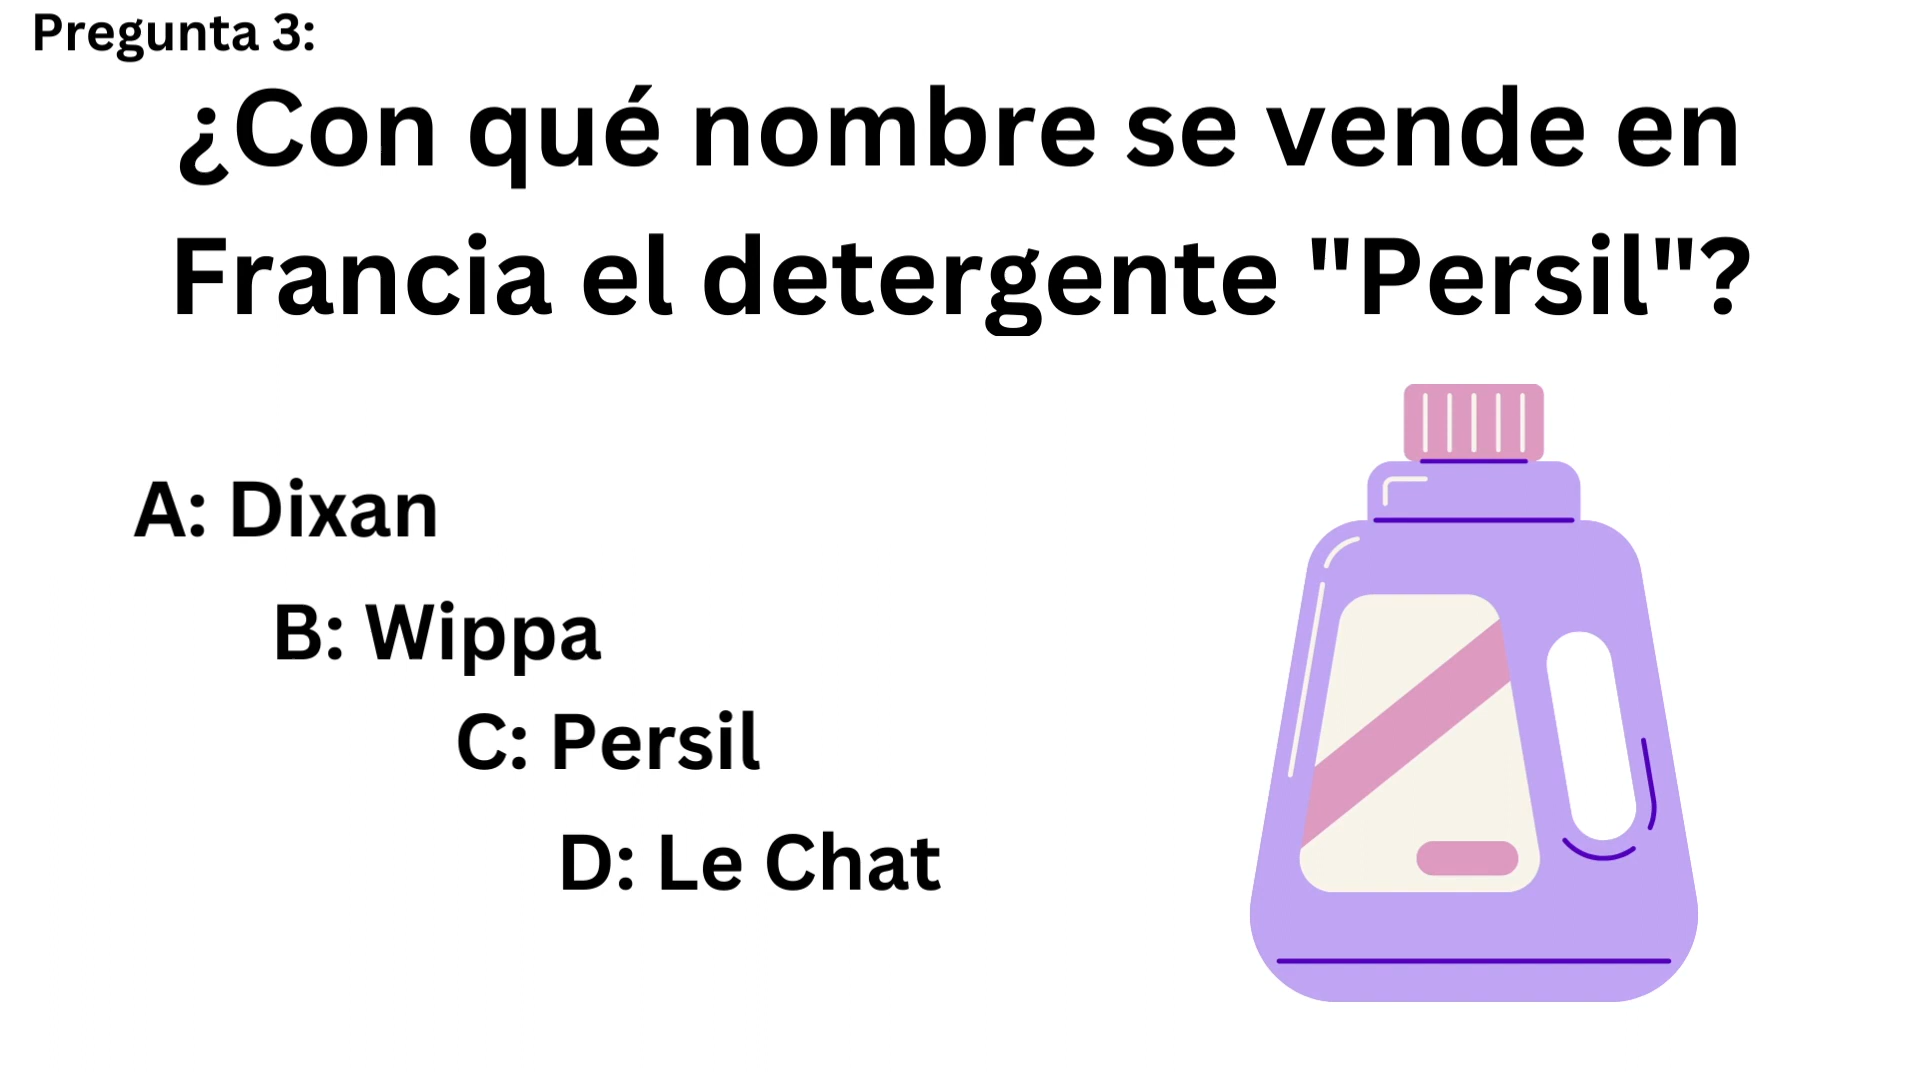 Pregunta 3:
¿Con qué nombre se vende en
Francia el detergente "Persil"?
A: Dixan
B: Wippa
C: Persil
D: Le Chat